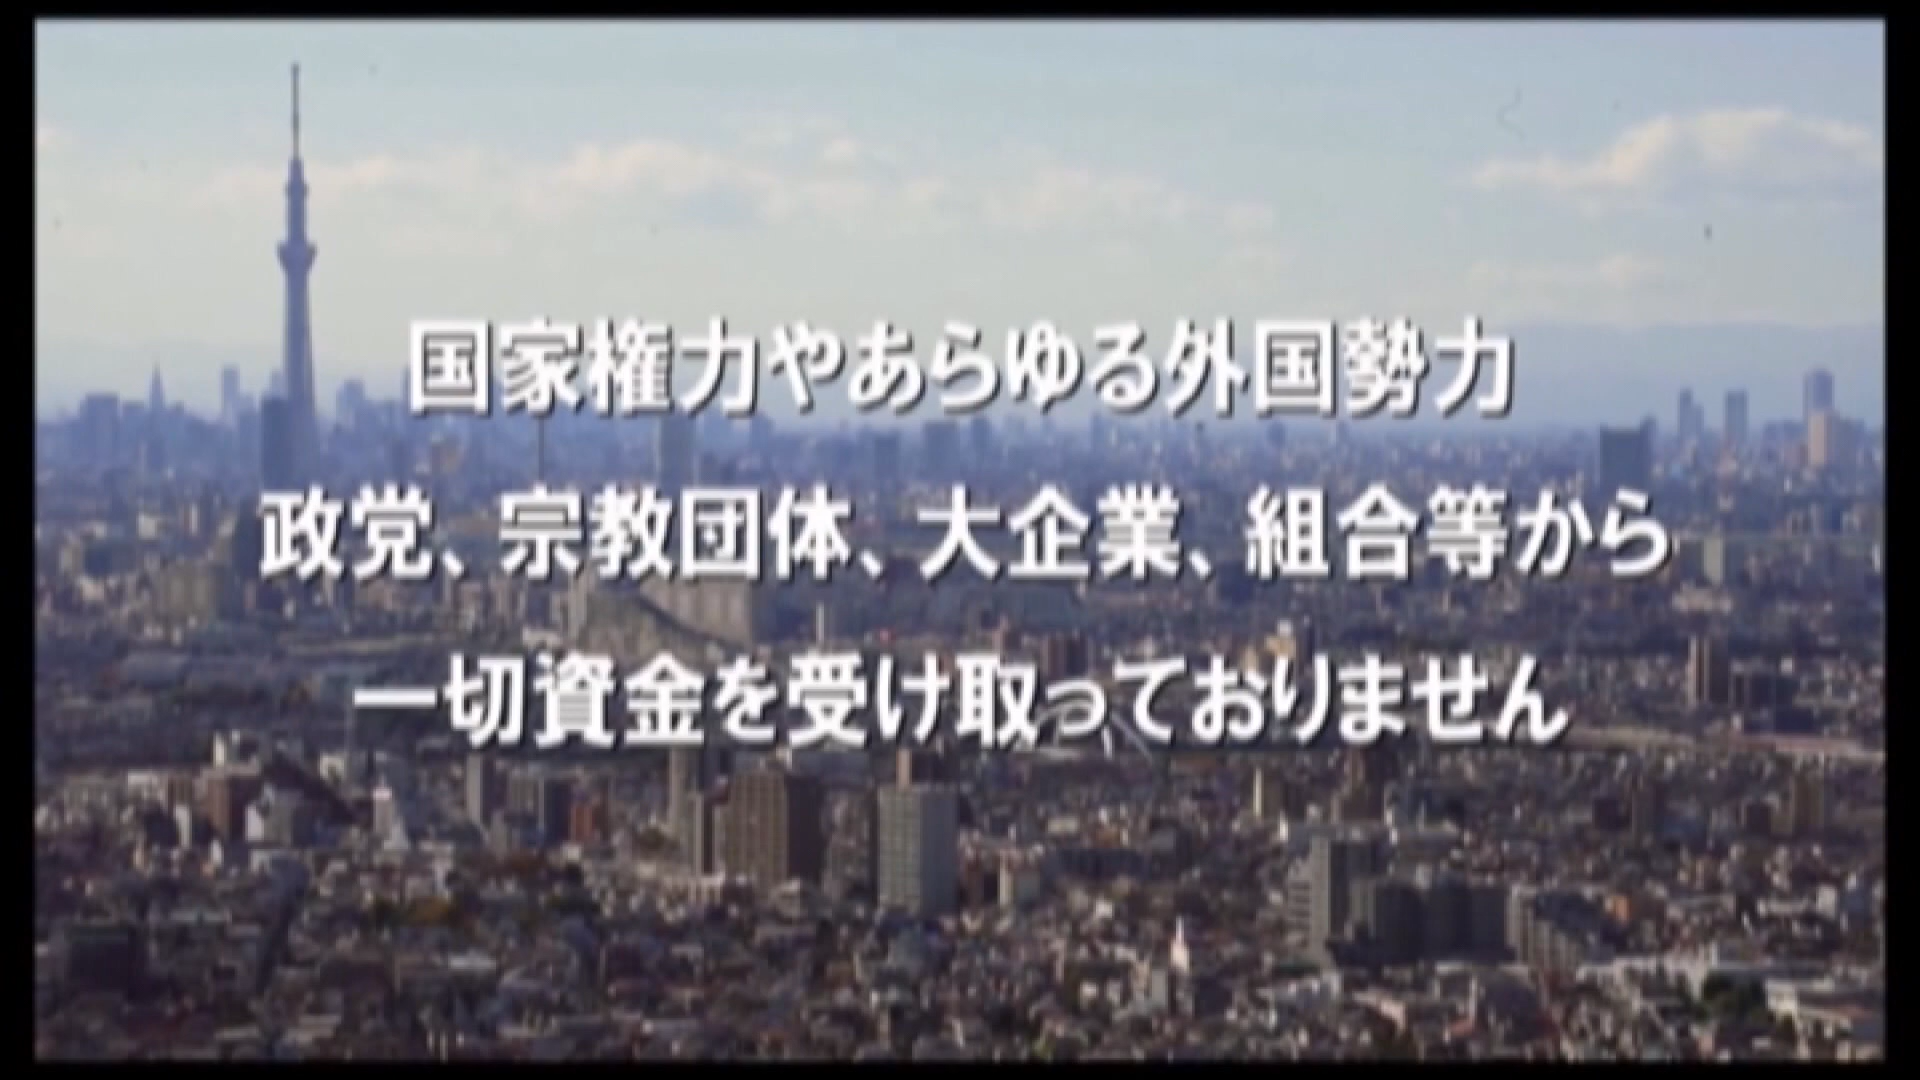 国家権力やあらゆる外国勢力
政党、宗教団体、大企業、組合等から
一切資金を受け取っておりません